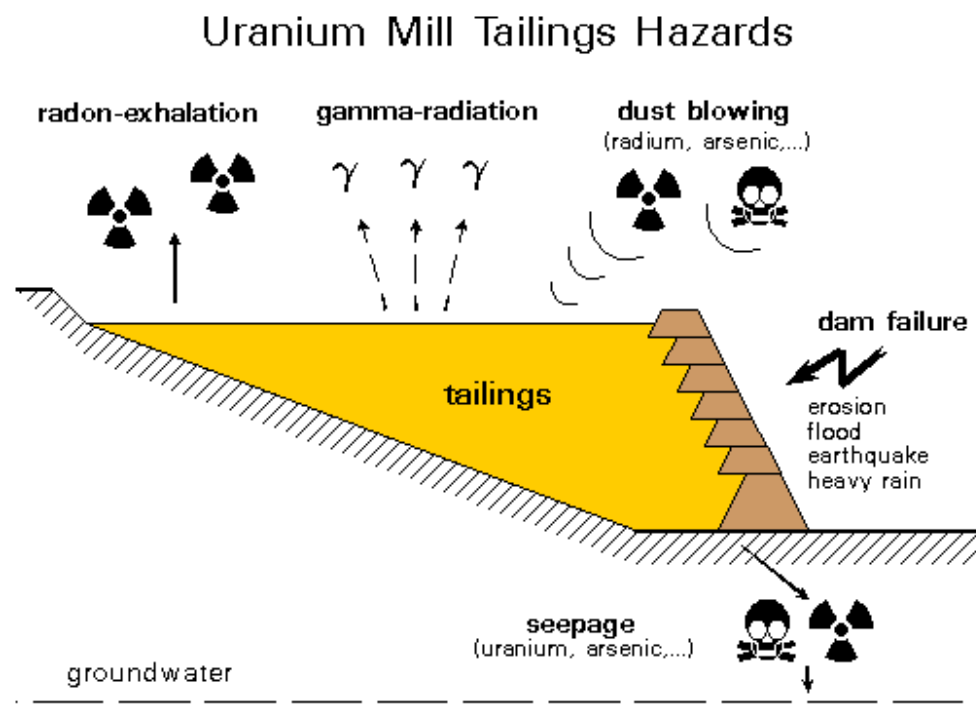 Uranium Mill Tailings Hazards
radon-exhalation
gamma-radiation
dust blowing
(radium, arsenic,...)
γ γ γ
dam failure
tailings
erosion
flood
earthquake
heavy rain
seepage
(uranium, arsenic,...)
groundwater